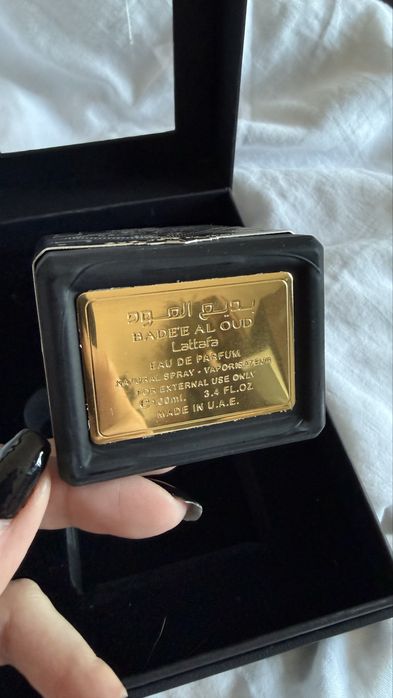 بديع العود
BADE'E AL OUD
Lattafa
EAU DE PARFUM
NATURAL SPRAY - VAPORISATEUR
FOR EXTERNAL USE ONLY
℮100ml. 3.4 FL.OZ
MADE IN U.A.E.